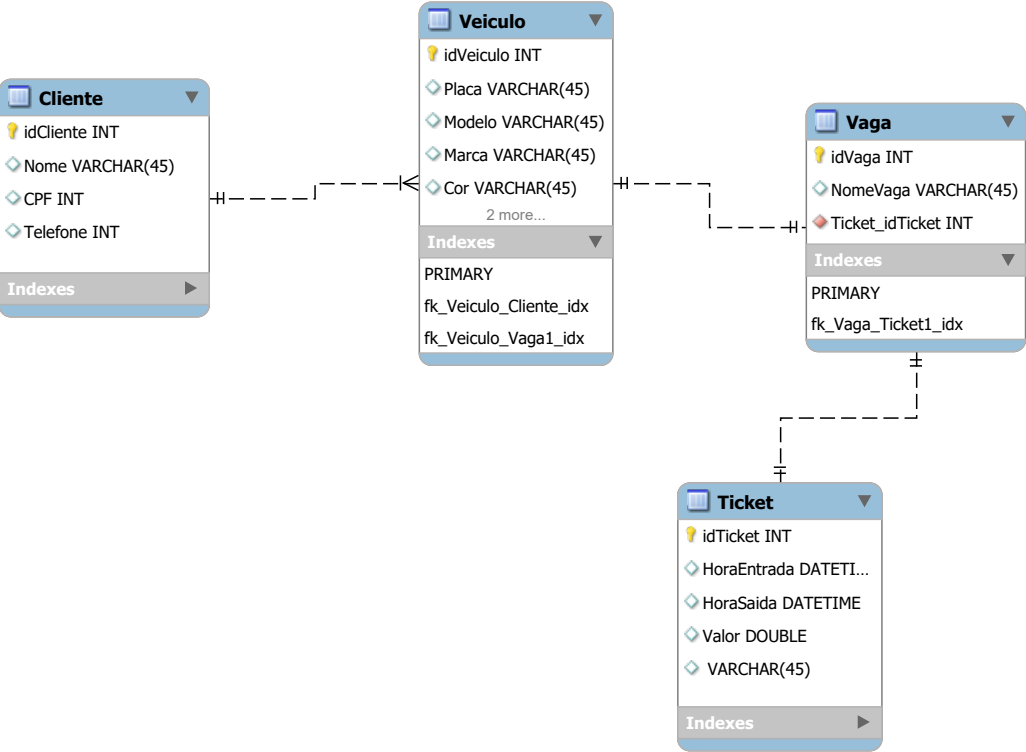 Cliente
idCliente INT
Nome VARCHAR(45)
CPF INT
Telefone INT
Indexes
Veiculo
idVeiculo INT
Placa VARCHAR(45)
Modelo VARCHAR(45)
Marca VARCHAR(45)
Cor VARCHAR(45)
2 more...
Indexes
PRIMARY
fk_Veiculo_Cliente_idx
fk_Veiculo_Vaga1_idx
Vaga
idVaga INT
NomeVaga VARCHAR(45)
Ticket_idTicket INT
Indexes
PRIMARY
fk_Vaga_Ticket1_idx
Ticket
idTicket INT
HoraEntrada DATETI...
HoraSaida DATETIME
Valor DOUBLE
VARCHAR(45)
Indexes